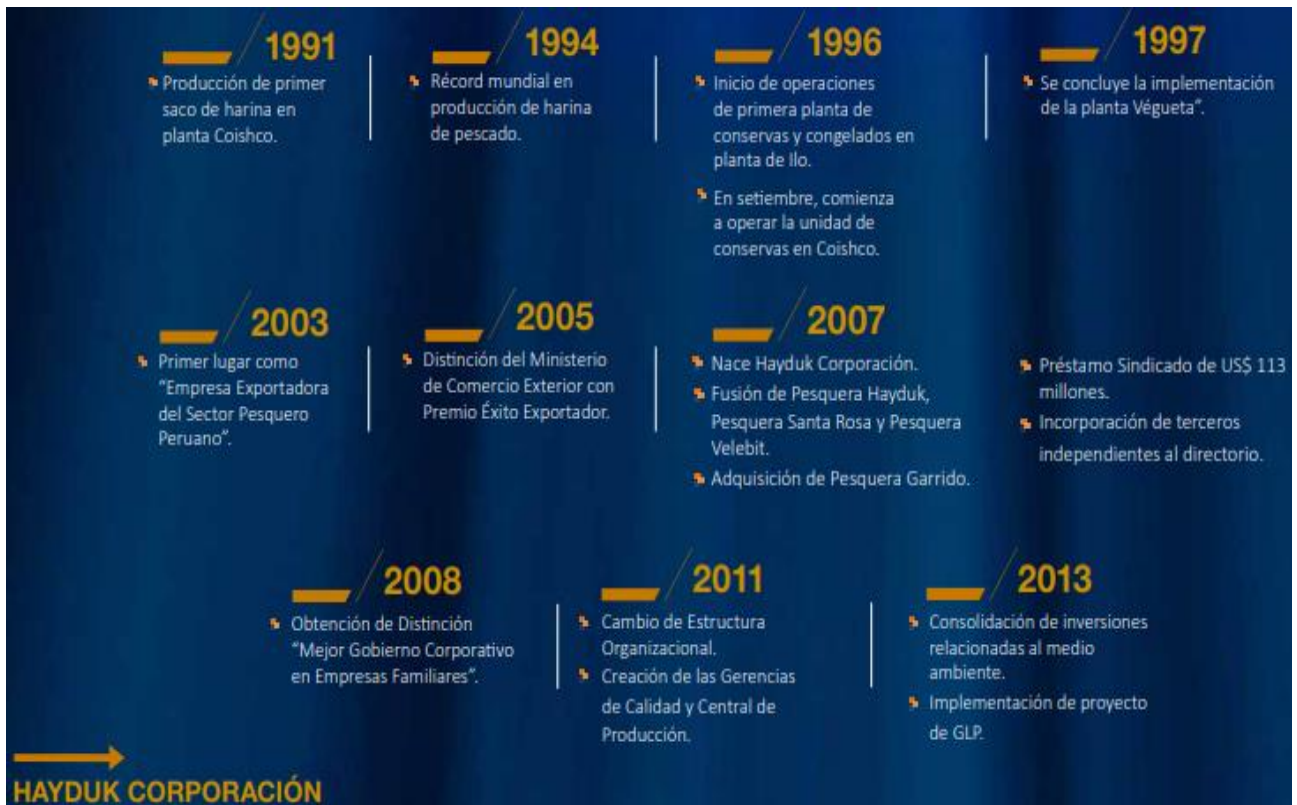 1991
Producción de primer
saco de harina en
planta Coishco.
1994
Récord mundial en
producción de harina
de pescado.
1996
Inicio de operaciones
de primera planta de
conservas y congelados en
planta de Ilo.
En setiembre, comienza
a operar la unidad de
conservas en Coishco.
1997
Se concluye la implementación
de la planta Végueta”.
2003
Primer lugar como
“Empresa Exportadora
del Sector Pesquero
Peruano”.
2005
Distinción del Ministerio
de Comercio Exterior con
Premio Éxito Exportador.
2007
Nace Hayduk Corporación.
Fusión de Pesquera Hayduk,
Pesquera Santa Rosa y Pesquera
Velebit.
Adquisición de Pesquera Garrido.
Préstamo Sindicado de US$ 113
millones.
Incorporación de terceros
independientes al directorio.
2008
Obtención de Distinción
“Mejor Gobierno Corporativo
en Empresas Familiares”.
2011
Cambio de Estructura
Organizacional.
Creación de las Gerencias
de Calidad y Central de
Producción.
2013
Consolidación de inversiones
relacionadas al medio
ambiente.
Implementación de proyecto
de GLP.
HAYDUK CORPORACIÓN